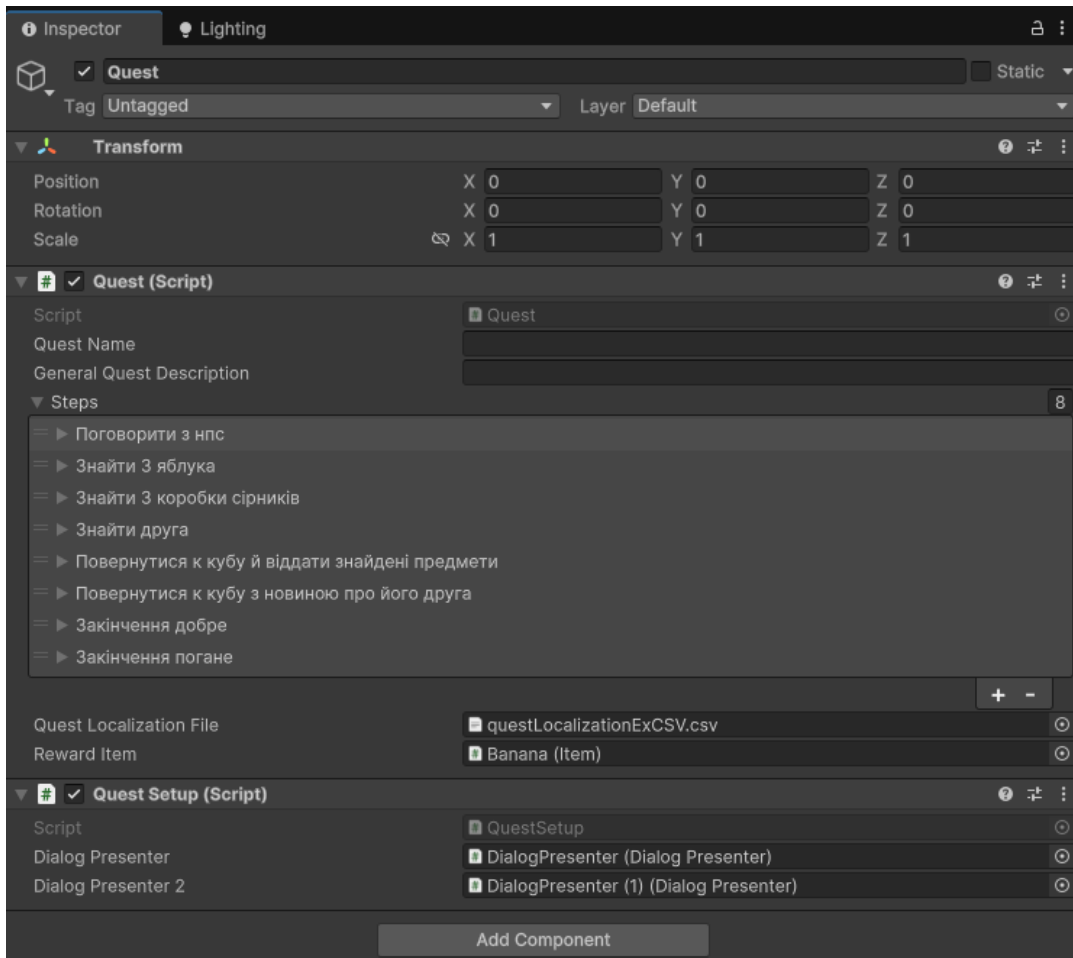 Inspector Lighting
Quest Static
Tag Untagged Layer Default
Transform
Position X 0 Y 0 Z 0
Rotation X 0 Y 0 Z 0
Scale X 1 Y 1 Z 1
# Quest (Script)
Script # Quest
Quest Name
General Quest Description
Steps 8
Поговорити з нпс
Знайти 3 яблука
Знайти 3 коробки сірників
Знайти друга
Повернутися к кубу й віддати знайдені предмети
Повернутися к кубу з новиною про його друга
Закінчення добре
Закінчення погане
+ -
Quest Localization File questLocalizationExCSV.csv
Reward Item # Banana (Item)
# Quest Setup (Script)
Script # QuestSetup
Dialog Presenter # DialogPresenter (Dialog Presenter)
Dialog Presenter 2 # DialogPresenter (1) (Dialog Presenter)
Add Component